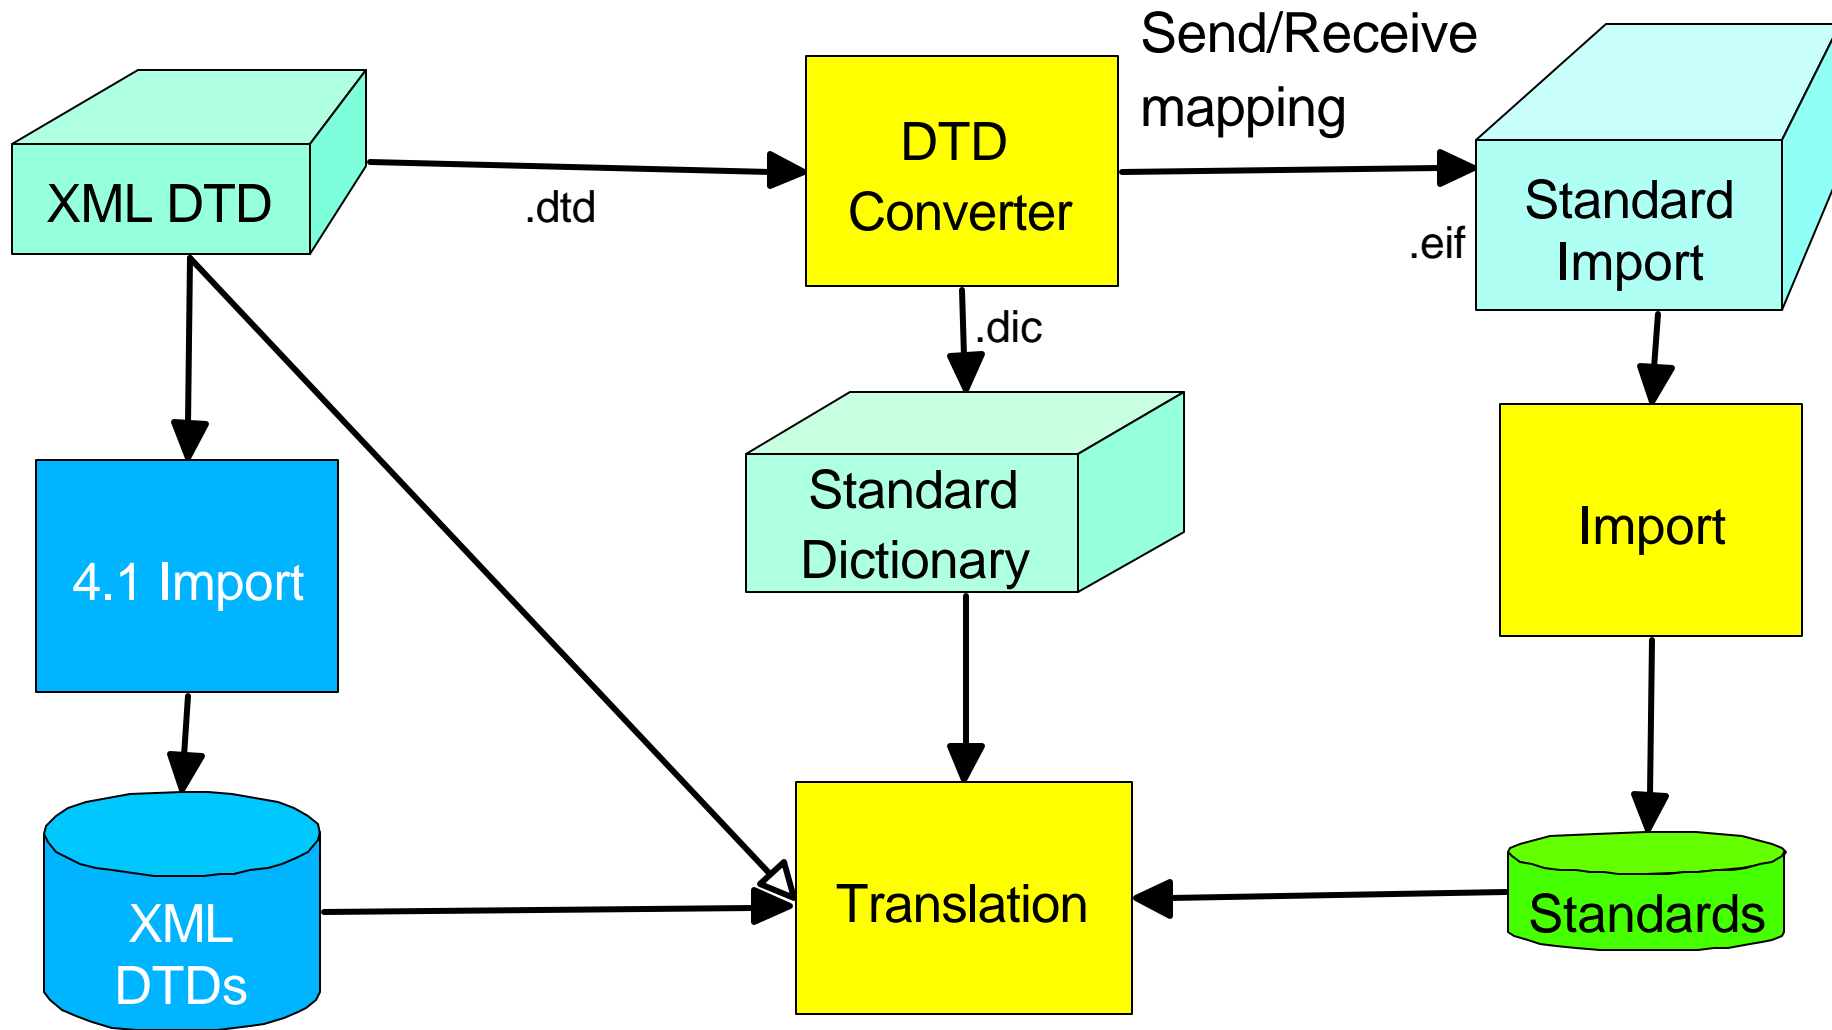 Send/Receive
mapping
XML DTD
.dtd
DTD
Converter
.eif
Standard
Import
.dic
4.1 Import
Standard
Dictionary
Import
XML
DTDs
Translation
Standards